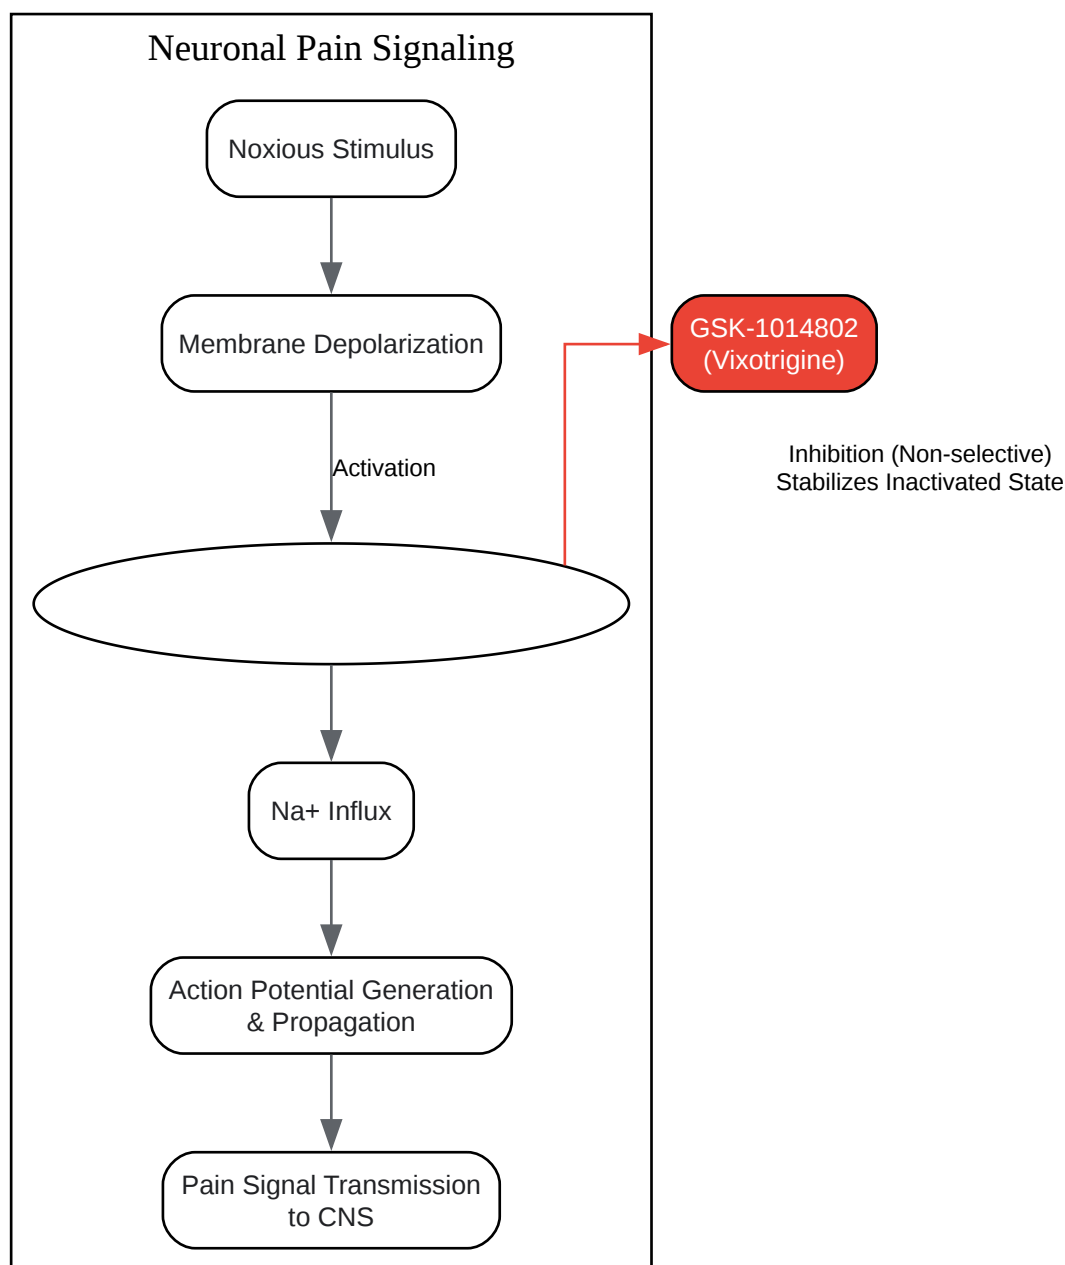 Neuronal Pain Signaling
Noxious Stimulus
Membrane Depolarization
GSK-1014802
(Vixotrigine)
Inhibition (Non-selective)
Stabilizes Inactivated State
Activation
Na+ Influx
Action Potential Generation
& Propagation
Pain Signal Transmission
to CNS